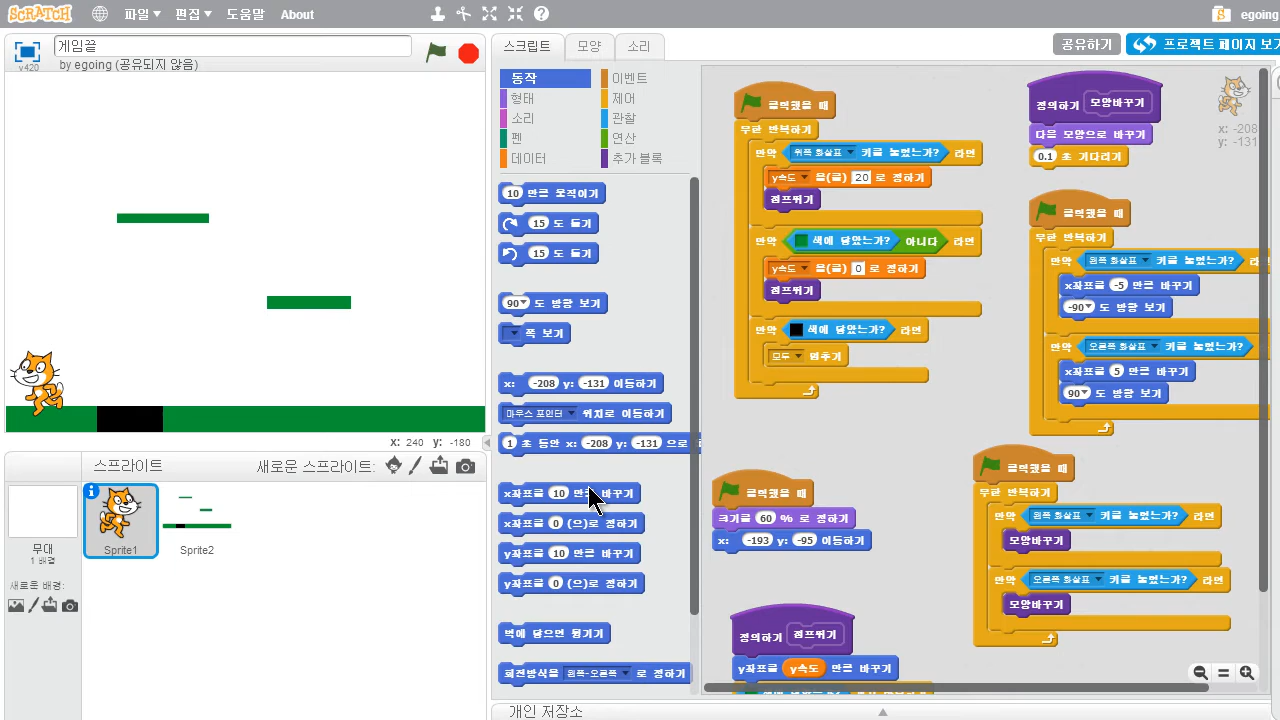 SCRATCH 파일 편집 도움말 About egoing
v420
게임끝
by egoing (공유되지 않음)
x: 240 y: -180
스프라이트 새로운 스프라이트:
무대
1 배경
새로운 배경:
Sprite1
Sprite2
스크립트 모양 소리
공유하기 프로젝트 페이지 보기
동작 이벤트
형태 제어
소리 관찰
펜 연산
데이터 추가 블록
10 만큼 움직이기
15 도 돌기
15 도 돌기
90 도 방향 보기
쪽 보기
x: -208 y: -131 이동하기
마우스 포인터 위치로 이동하기
1 초 동안 x: -208 y: -131 으로
x좌표를 10 만큼 바꾸기
x좌표를 0 (으)로 정하기
y좌표를 10 만큼 바꾸기
y좌표를 0 (으)로 정하기
벽에 닿으면 튕기기
회전방식을 왼쪽-오른쪽 로 정하기
클릭했을 때
무한 반복하기
만약 위쪽 화살표 키를 눌렀는가? 라면
y속도 을(를) 20 로 정하기
점프뛰기
만약 색에 닿았는가? 아니다 라면
y속도 을(를) 0 로 정하기
점프뛰기
만약 색에 닿았는가? 라면
모두 멈추기
클릭했을 때
크기를 60 % 로 정하기
x: -193 y: -95 이동하기
정의하기 점프뛰기
y좌표를 y속도 만큼 바꾸기
정의하기 모양바꾸기
다음 모양으로 바꾸기
0.1 초 기다리기
클릭했을 때
무한 반복하기
만약 왼쪽 화살표 키를 눌렀는가?
x좌표를 -5 만큼 바꾸기
-90 도 방향 보기
만약 오른쪽 화살표 키를 눌렀는가?
x좌표를 5 만큼 바꾸기
90 도 방향 보기
클릭했을 때
무한 반복하기
만약 왼쪽 화살표 키를 눌렀는가? 라면
모양바꾸기
만약 오른쪽 화살표 키를 눌렀는가? 라면
모양바꾸기
x: -208
y: -131
개인 저장소